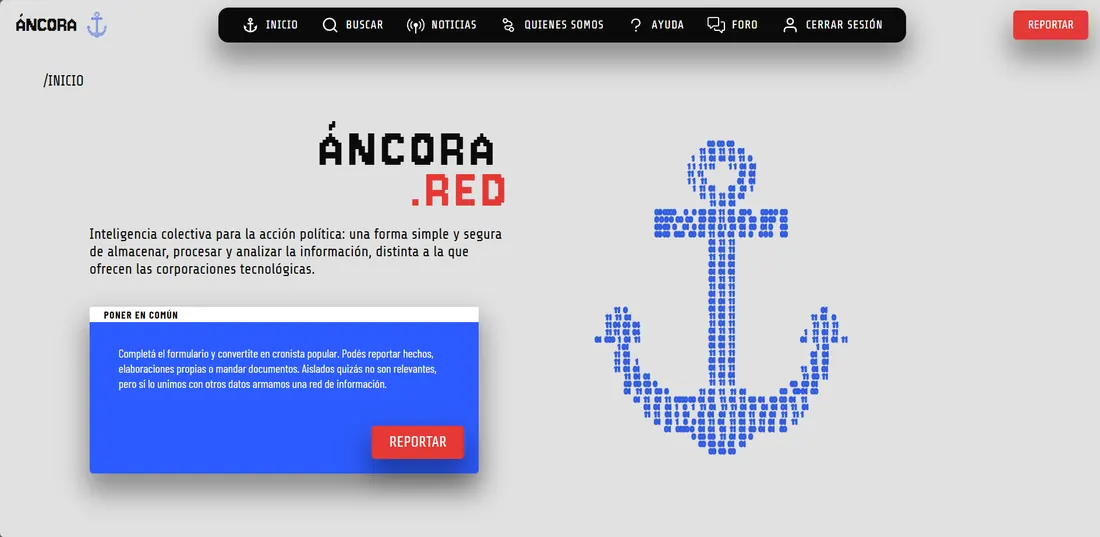 ÁNCORA
INICIO
BUSCAR
NOTICIAS
QUIENES SOMOS
AYUDA
FORO
CERRAR SESIÓN
REPORTAR
/INICIO
ÁNCORA
.RED
Inteligencia colectiva para la acción política: una forma simple y segura
de almacenar, procesar y analizar la información, distinta a la que
ofrecen las corporaciones tecnológicas.
PONER EN COMÚN
Completá el formulario y convertite en cronista popular. Podés reportar hechos,
elaboraciones propias o mandar documentos. Aislados quizás no son relevantes,
pero sí lo unimos con otros datos armamos una red de información.
REPORTAR